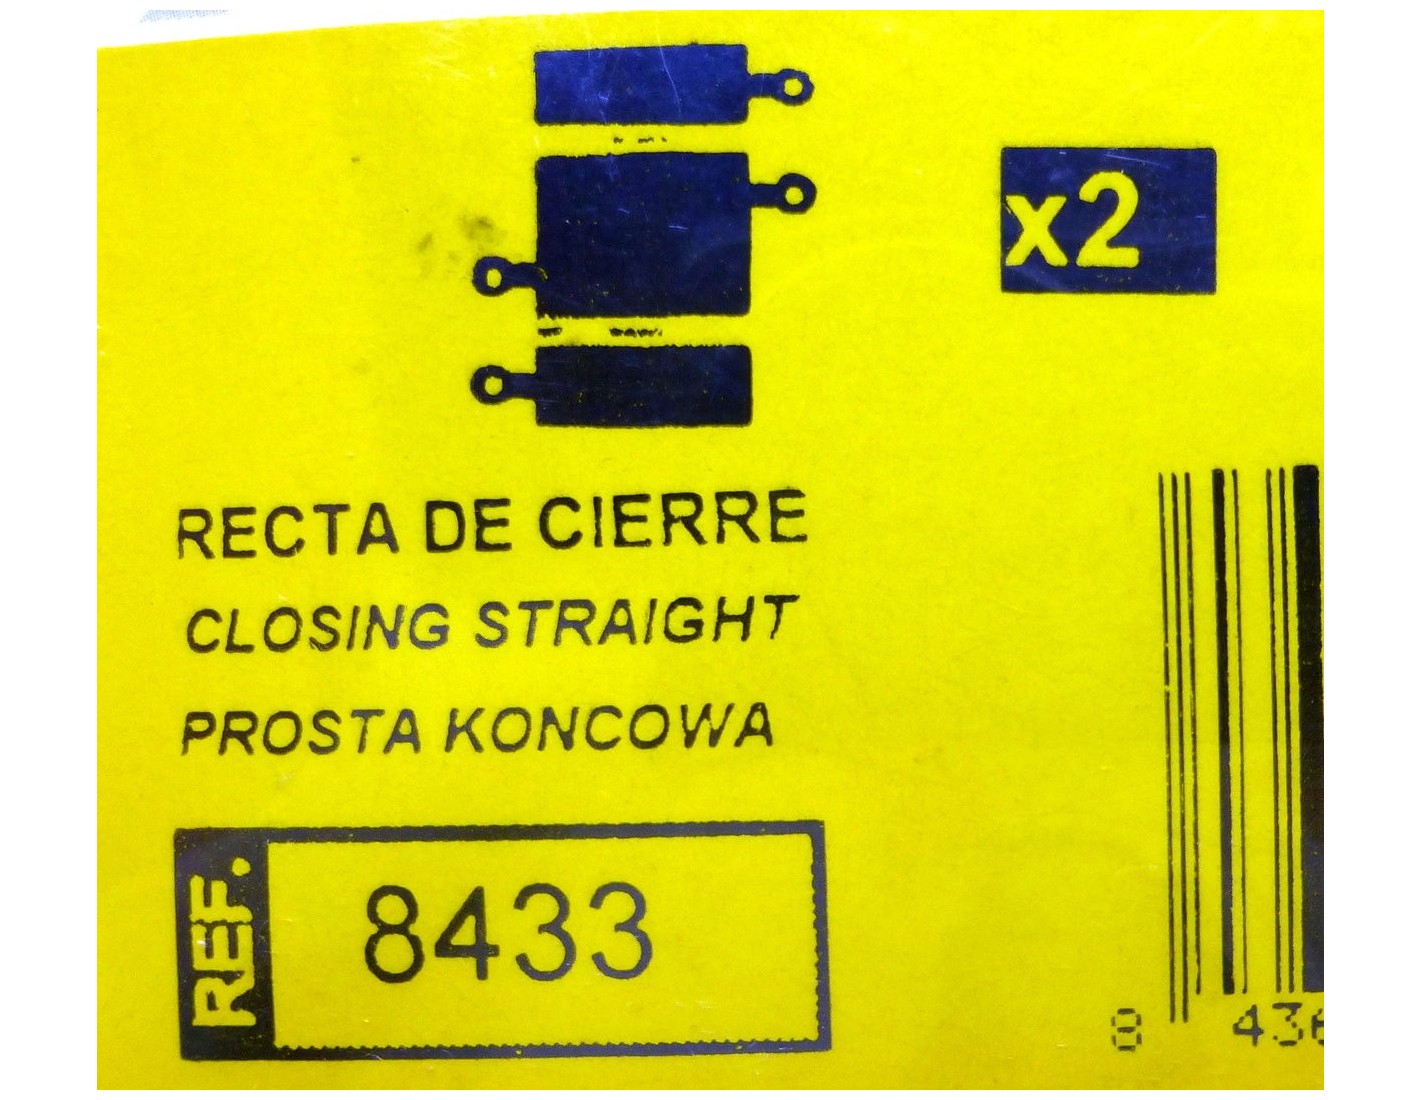 x2
RECTA DE CIERRE
CLOSING STRAIGHT
PROSTA KONCOWA
REF. 8433
8 436